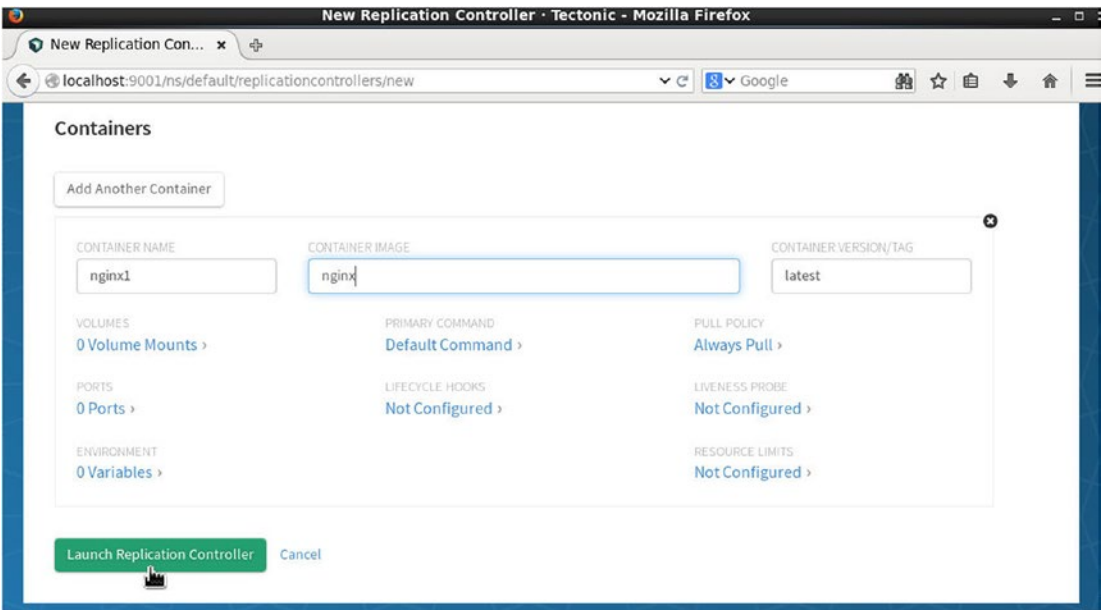 New Replication Controller · Tectonic - Mozilla Firefox
New Replication Con...
localhost:9001/ns/default/replicationcontrollers/new
Google
Containers
Add Another Container
CONTAINER NAME CONTAINER IMAGE CONTAINER VERSION/TAG
nginx1 nginx latest
VOLUMES PRIMARY COMMAND PULL POLICY
0 Volume Mounts › Default Command › Always Pull ›
PORTS LIFECYCLE HOOKS LIVENESS PROBE
0 Ports › Not Configured › Not Configured ›
ENVIRONMENT RESOURCE LIMITS
0 Variables › Not Configured ›
Launch Replication Controller Cancel